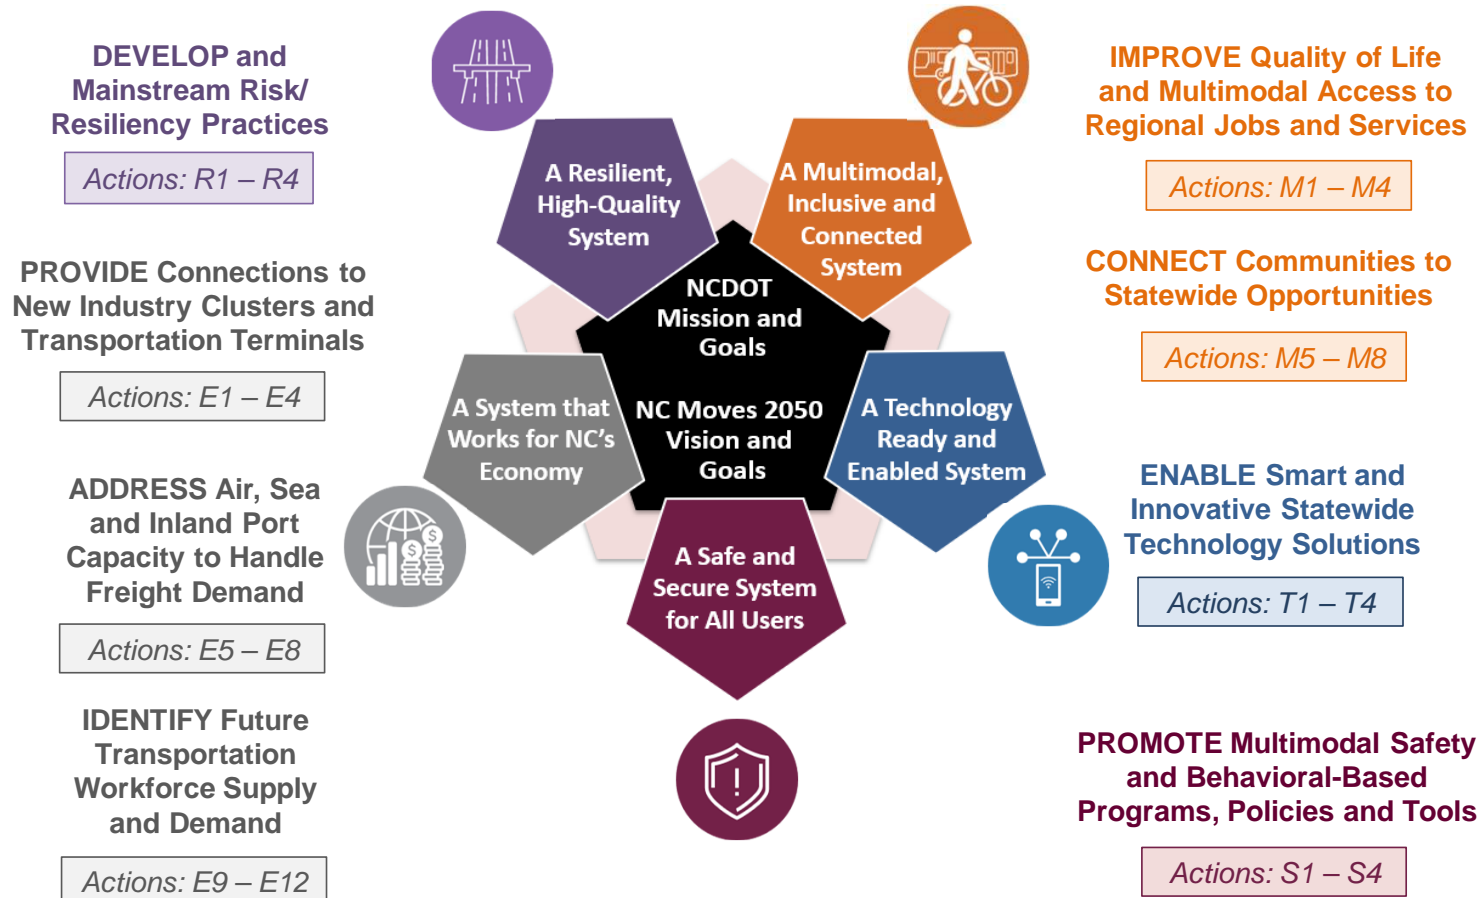 DEVELOP and
Mainstream Risk/
Resiliency Practices
Actions: R1 – R4
PROVIDE Connections to
New Industry Clusters and
Transportation Terminals
Actions: E1 – E4
ADDRESS Air, Sea
and Inland Port
Capacity to Handle
Freight Demand
Actions: E5 – E8
IDENTIFY Future
Transportation
Workforce Supply
and Demand
Actions: E9 – E12
A Resilient,
High-Quality
System
A Multimodal,
Inclusive and
Connected
System
NCDOT
Mission and
Goals
NC Moves 2050
Vision and
Goals
A System that
Works for NC's
Economy
A Technology
Ready and
Enabled System
A Safe and
Secure System
for All Users
IMPROVE Quality of Life
and Multimodal Access to
Regional Jobs and Services
Actions: M1 – M4
CONNECT Communities to
Statewide Opportunities
Actions: M5 – M8
ENABLE Smart and
Innovative Statewide
Technology Solutions
Actions: T1 – T4
PROMOTE Multimodal Safety
and Behavioral-Based
Programs, Policies and Tools
Actions: S1 – S4